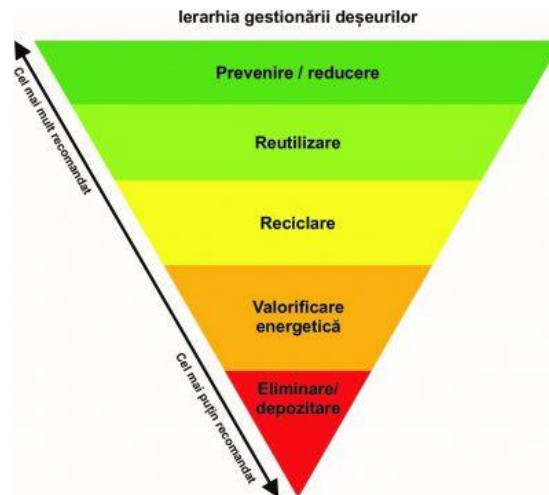 Ierarhia gestionării deșeurilor
Prevenire / reducere
Cel mai mult recomandat
Reutilizare
Reciclare
Valorificare
energetică
Cel mai puțin recomandat
Eliminare/
depozitare